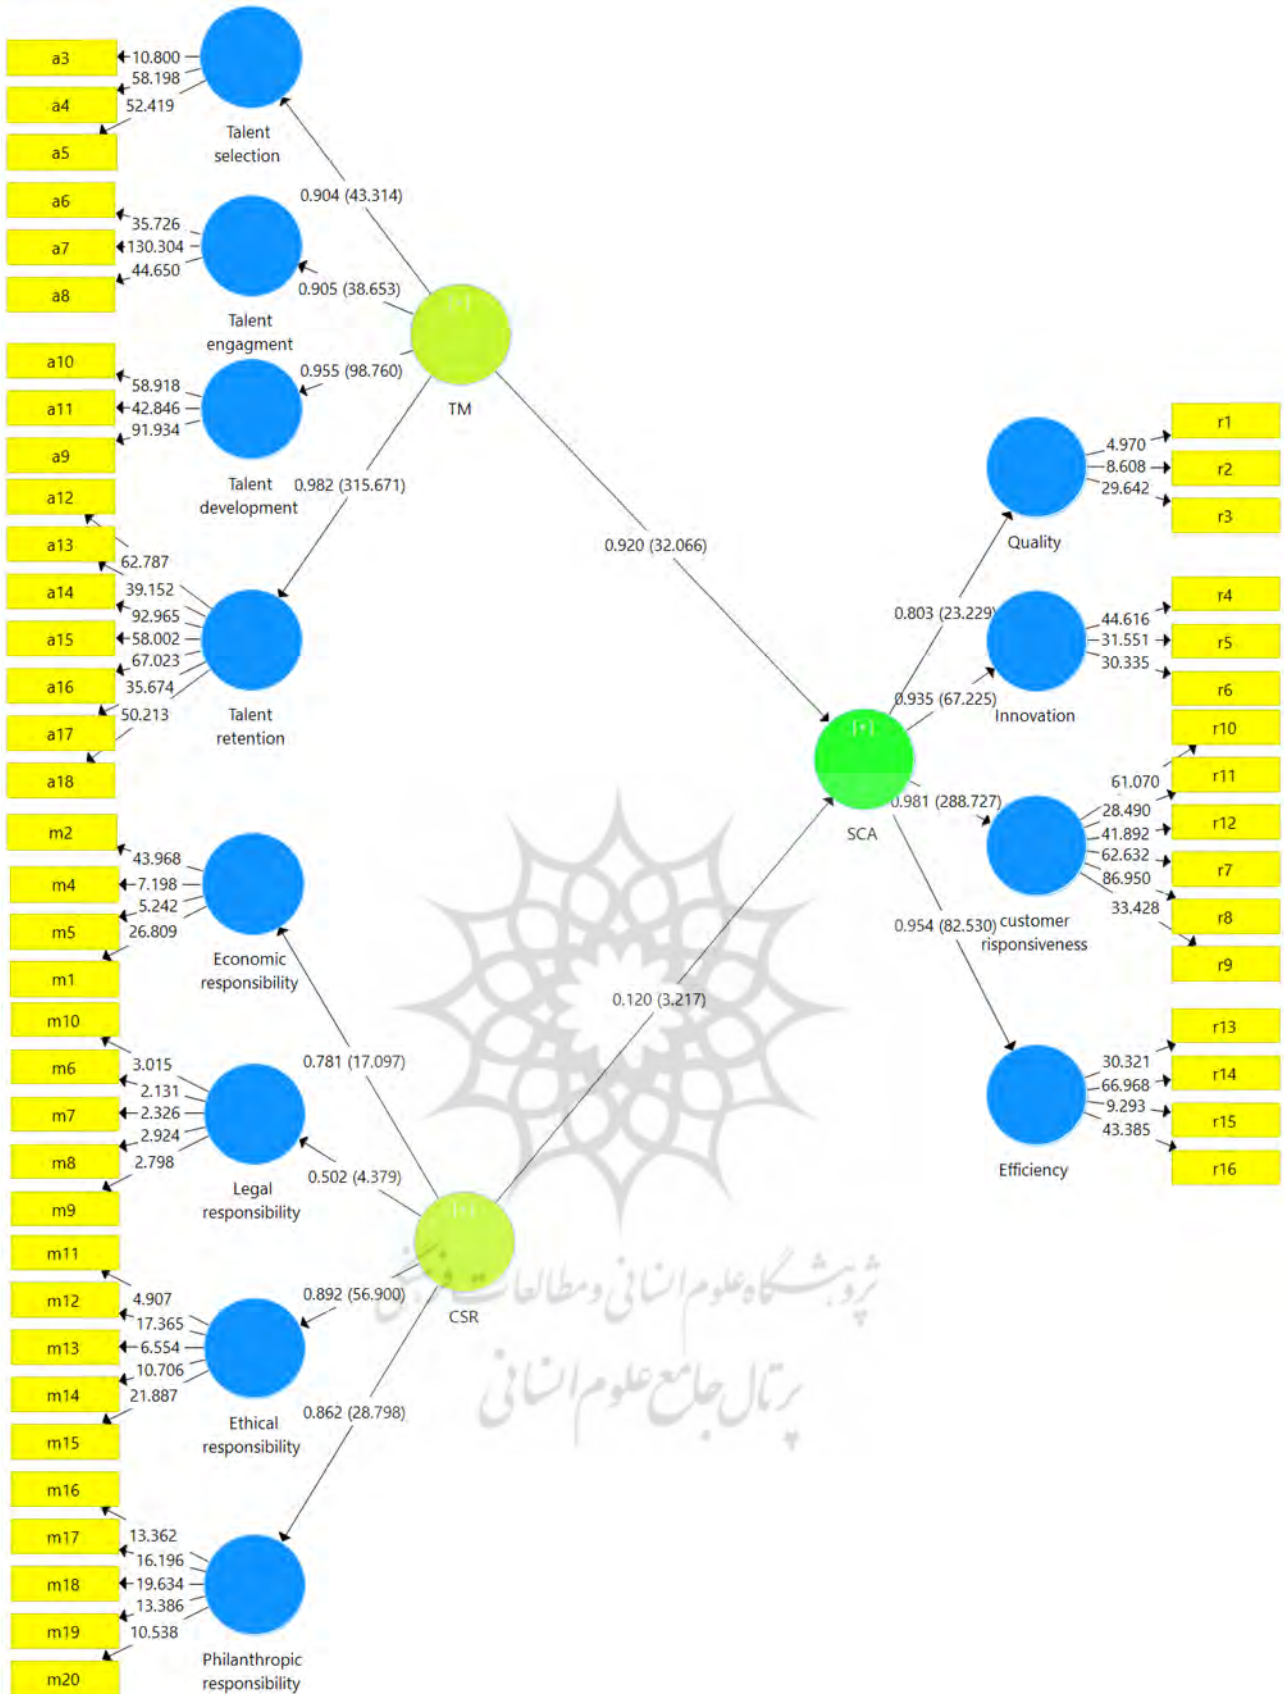 a3
a4
a5
10.800
58.198
52.419
Talent
selection
a6
a7
a8
35.726
130.304
44.650
Talent
engagment
a10
a11
a9
58.918
42.846
91.934
Talent
development
a12
a13
a14
a15
a16
a17
a18
62.787
39.152
92.965
58.002
67.023
35.674
50.213
Talent
retention
0.904 (43.314)
0.905 (38.653)
0.955 (98.760)
0.982 (315.671)
TM
0.920 (32.066)
m2
m4
m5
m1
43.968
7.198
5.242
26.809
Economic
responsibility
m10
m6
m7
m8
m9
3.015
2.131
2.326
2.924
2.798
Legal
responsibility
m11
m12
m13
m14
m15
4.907
17.365
6.554
10.706
21.887
Ethical
responsibility
m16
m17
m18
m19
m20
13.362
16.196
19.634
13.386
10.538
Philanthropic
responsibility
0.781 (17.097)
0.502 (4.379)
0.892 (56.900)
0.862 (28.798)
CSR
0.120 (3.217)
[+]
SCA
0.803 (23.229)
0.935 (67.225)
0.981 (288.727)
0.954 (82.530)
Quality
4.970
8.608
29.642
r1
r2
r3
Innovation
44.616
31.551
30.335
r4
r5
r6
customer
risponsiveness
61.070
28.490
41.892
62.632
86.950
33.428
r10
r11
r12
r7
r8
r9
Efficiency
30.321
66.968
9.293
43.385
r13
r14
r15
r16
پژوهشگاه علوم انسانی و مطالعات فرهنگی
پرتال جامع علوم انسانی